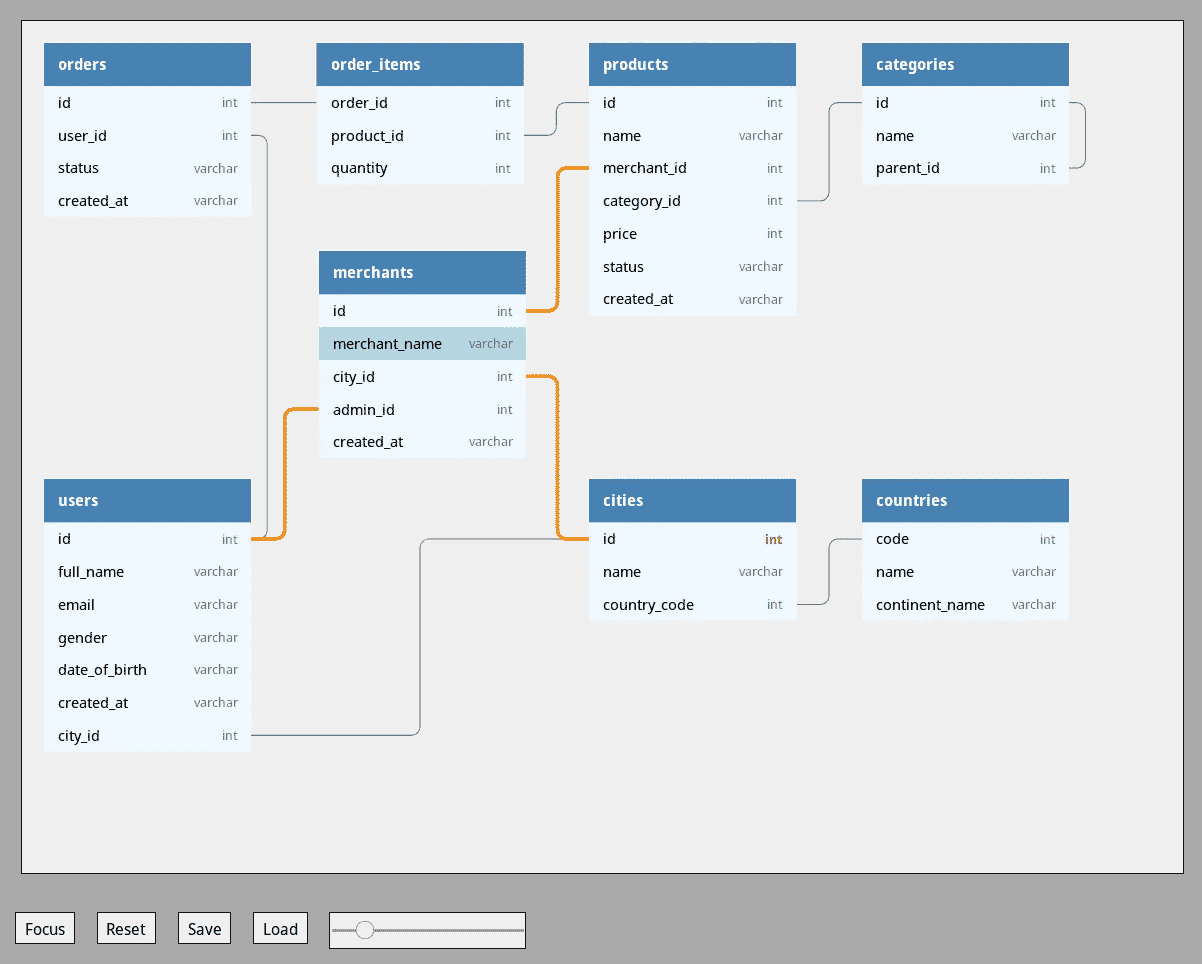 orders
id int
user_id int
status varchar
created_at varchar
order_items
order_id int
product_id int
quantity int
products
id int
name varchar
merchant_id int
category_id int
price int
status varchar
created_at varchar
categories
id int
name varchar
parent_id int
merchants
id int
merchant_name varchar
city_id int
admin_id int
created_at varchar
users
id int
full_name varchar
email varchar
gender varchar
date_of_birth varchar
created_at varchar
city_id int
cities
id int
name varchar
country_code int
countries
code int
name varchar
continent_name varchar
Focus
Reset
Save
Load